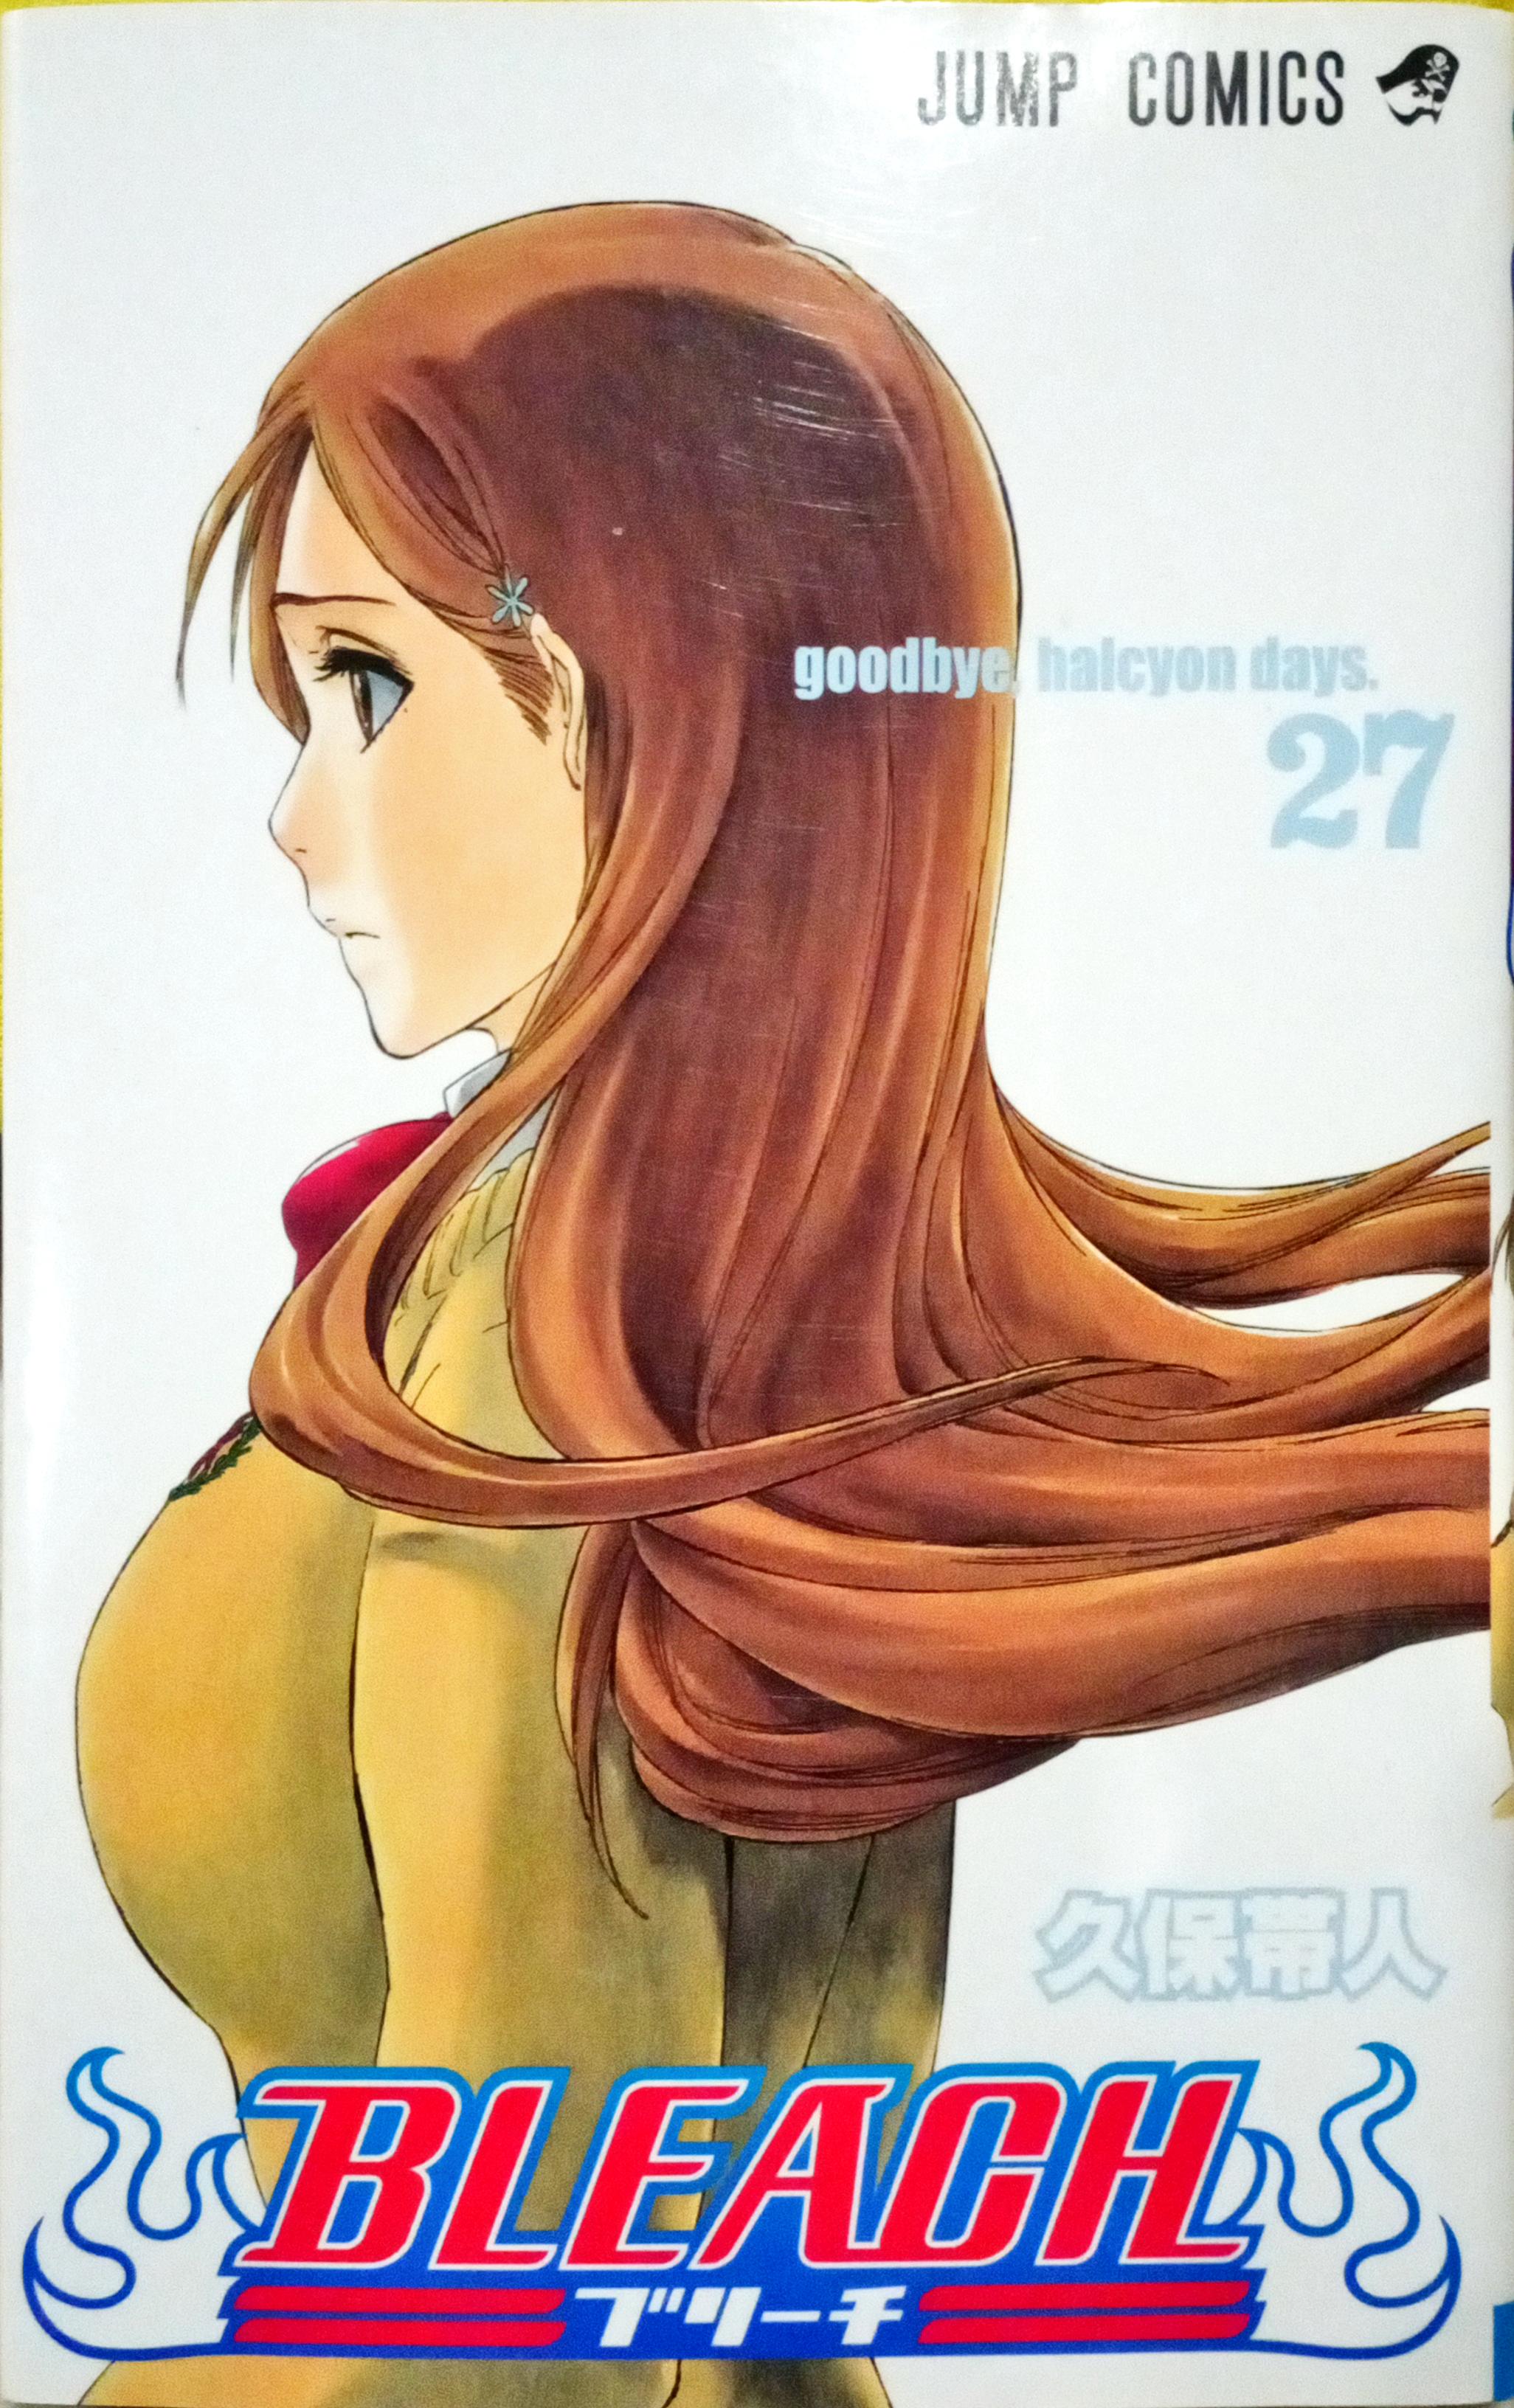 JUMP COMICS
goodbye, halcyon days.
27
久保帯人
BLEACH
ブリーチ